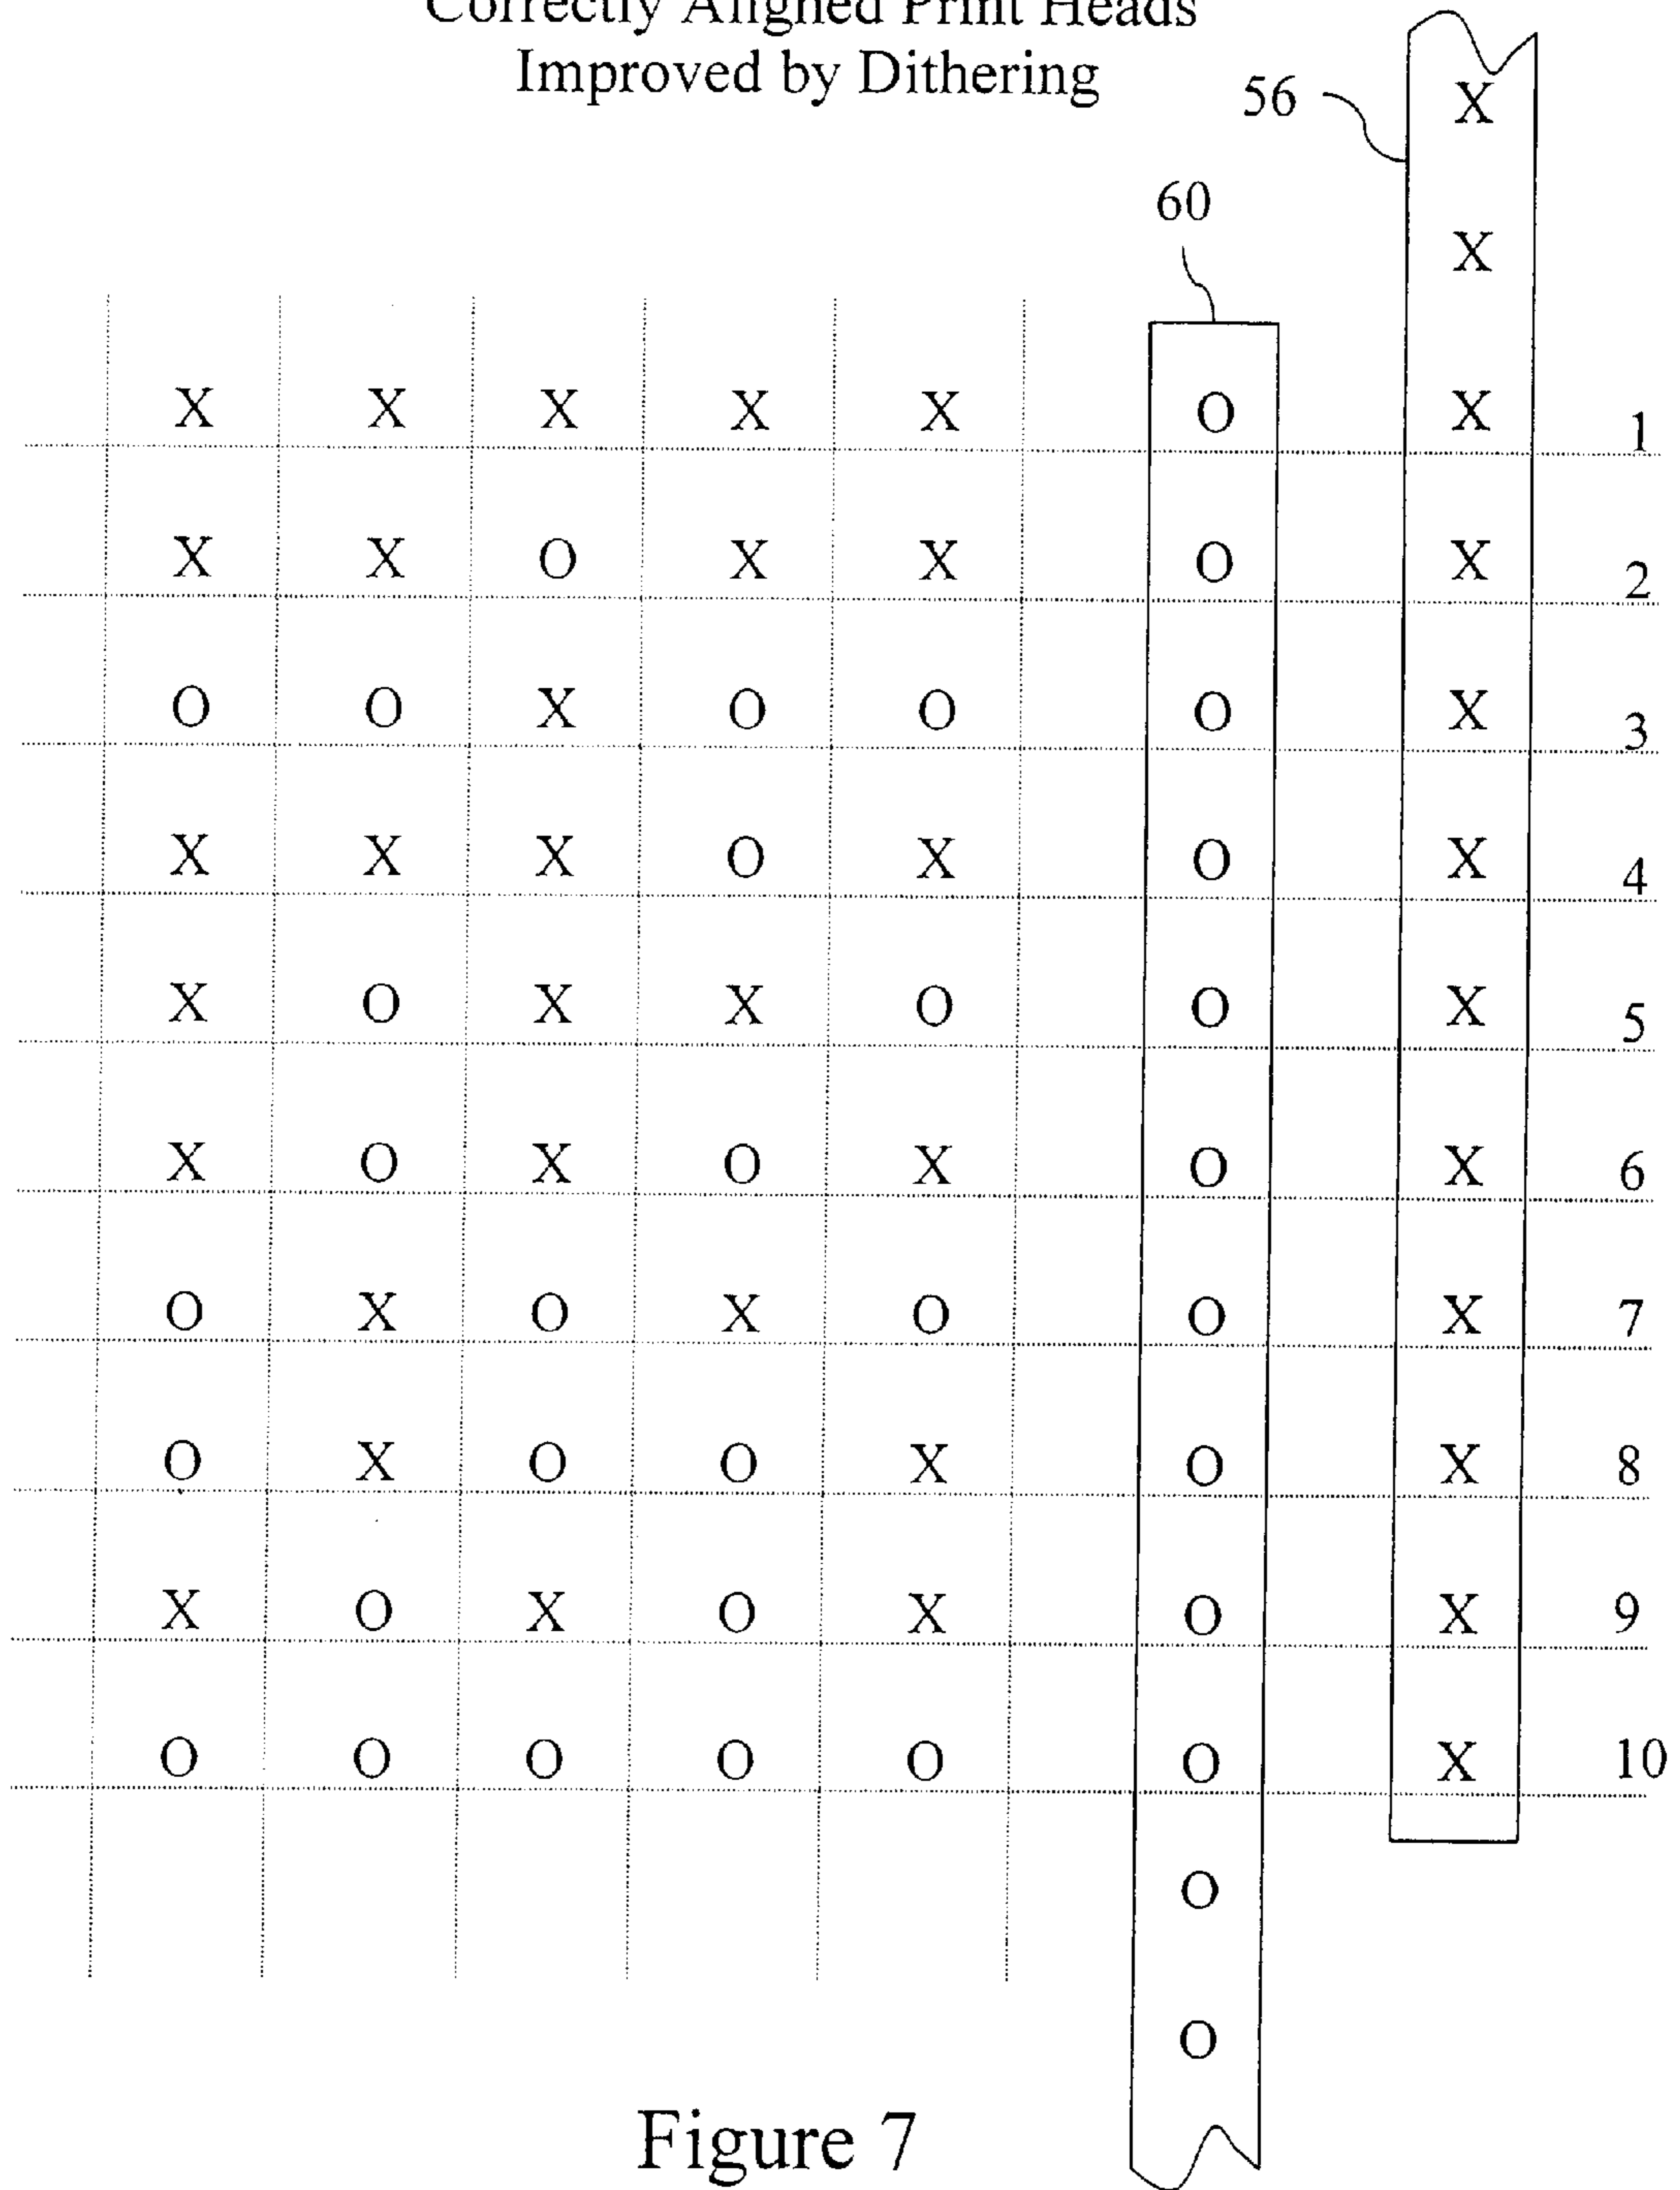 Correctly Aligned Print Heads
Improved by Dithering
56
X
60
X
X X X X X O X 1
X X O X X O X 2
O O X O O O X 3
X X X O X O X 4
X O X X O O X 5
X O X O X O X 6
O X O X O O X 7
O X O O X O X 8
X O X O X O X 9
O O O O O O X 10
O
O
Figure 7